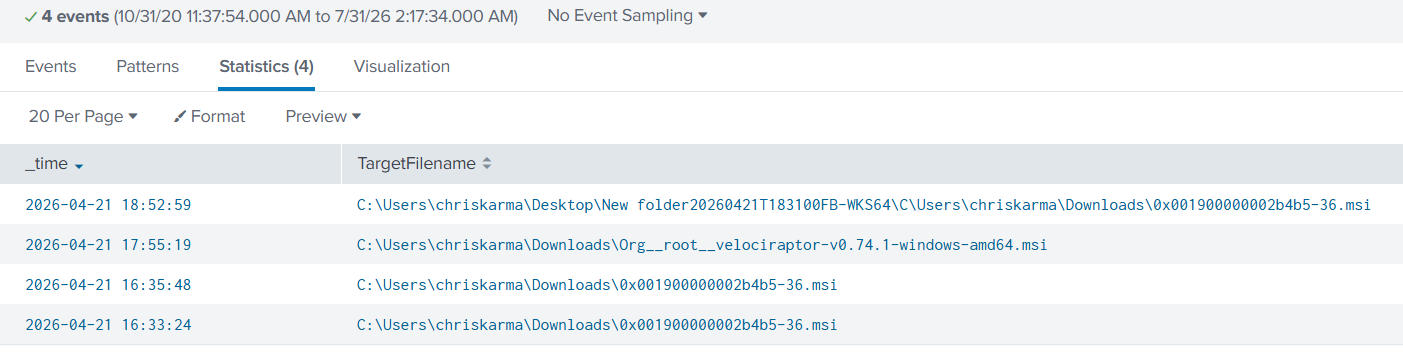 4 events (10/31/20 11:37:54.000 AM to 7/31/26 2:17:34.000 AM) No Event Sampling
Events Patterns Statistics (4) Visualization
20 Per Page Format Preview
_time TargetFilename
2026-04-21 18:52:59 C:\Users\chriskarma\Desktop\New folder20260421T183100FB-WKS64\C\Users\chriskarma\Downloads\0x001900000002b4b5-36.msi
2026-04-21 17:55:19 C:\Users\chriskarma\Downloads\Org__root__velociraptor-v0.74.1-windows-amd64.msi
2026-04-21 16:35:48 C:\Users\chriskarma\Downloads\0x001900000002b4b5-36.msi
2026-04-21 16:33:24 C:\Users\chriskarma\Downloads\0x001900000002b4b5-36.msi